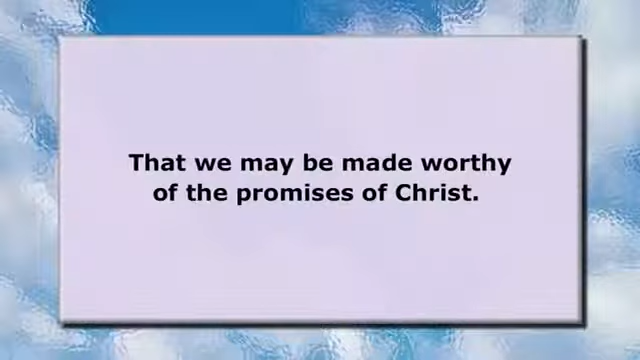 That we may be made worthy
of the promises of Christ.